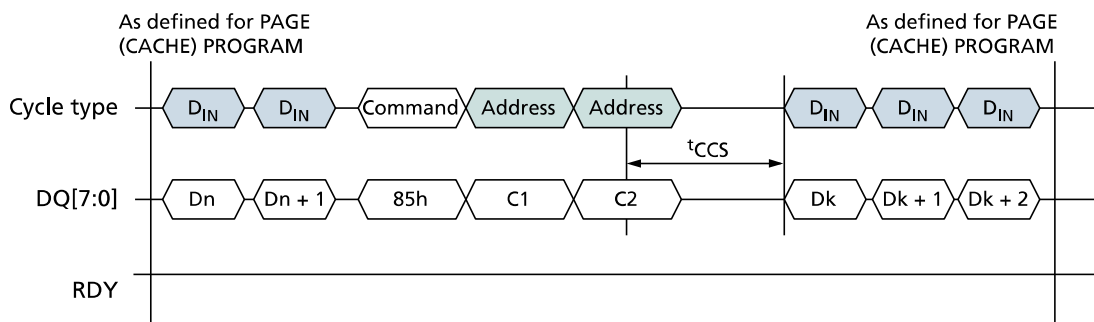 As defined for PAGE
(CACHE) PROGRAM
As defined for PAGE
(CACHE) PROGRAM
Cycle type
DIN
DIN
Command
Address
Address
DIN
DIN
DIN
tCCS
DQ[7:0]
Dn
Dn + 1
85h
C1
C2
Dk
Dk + 1
Dk + 2
RDY